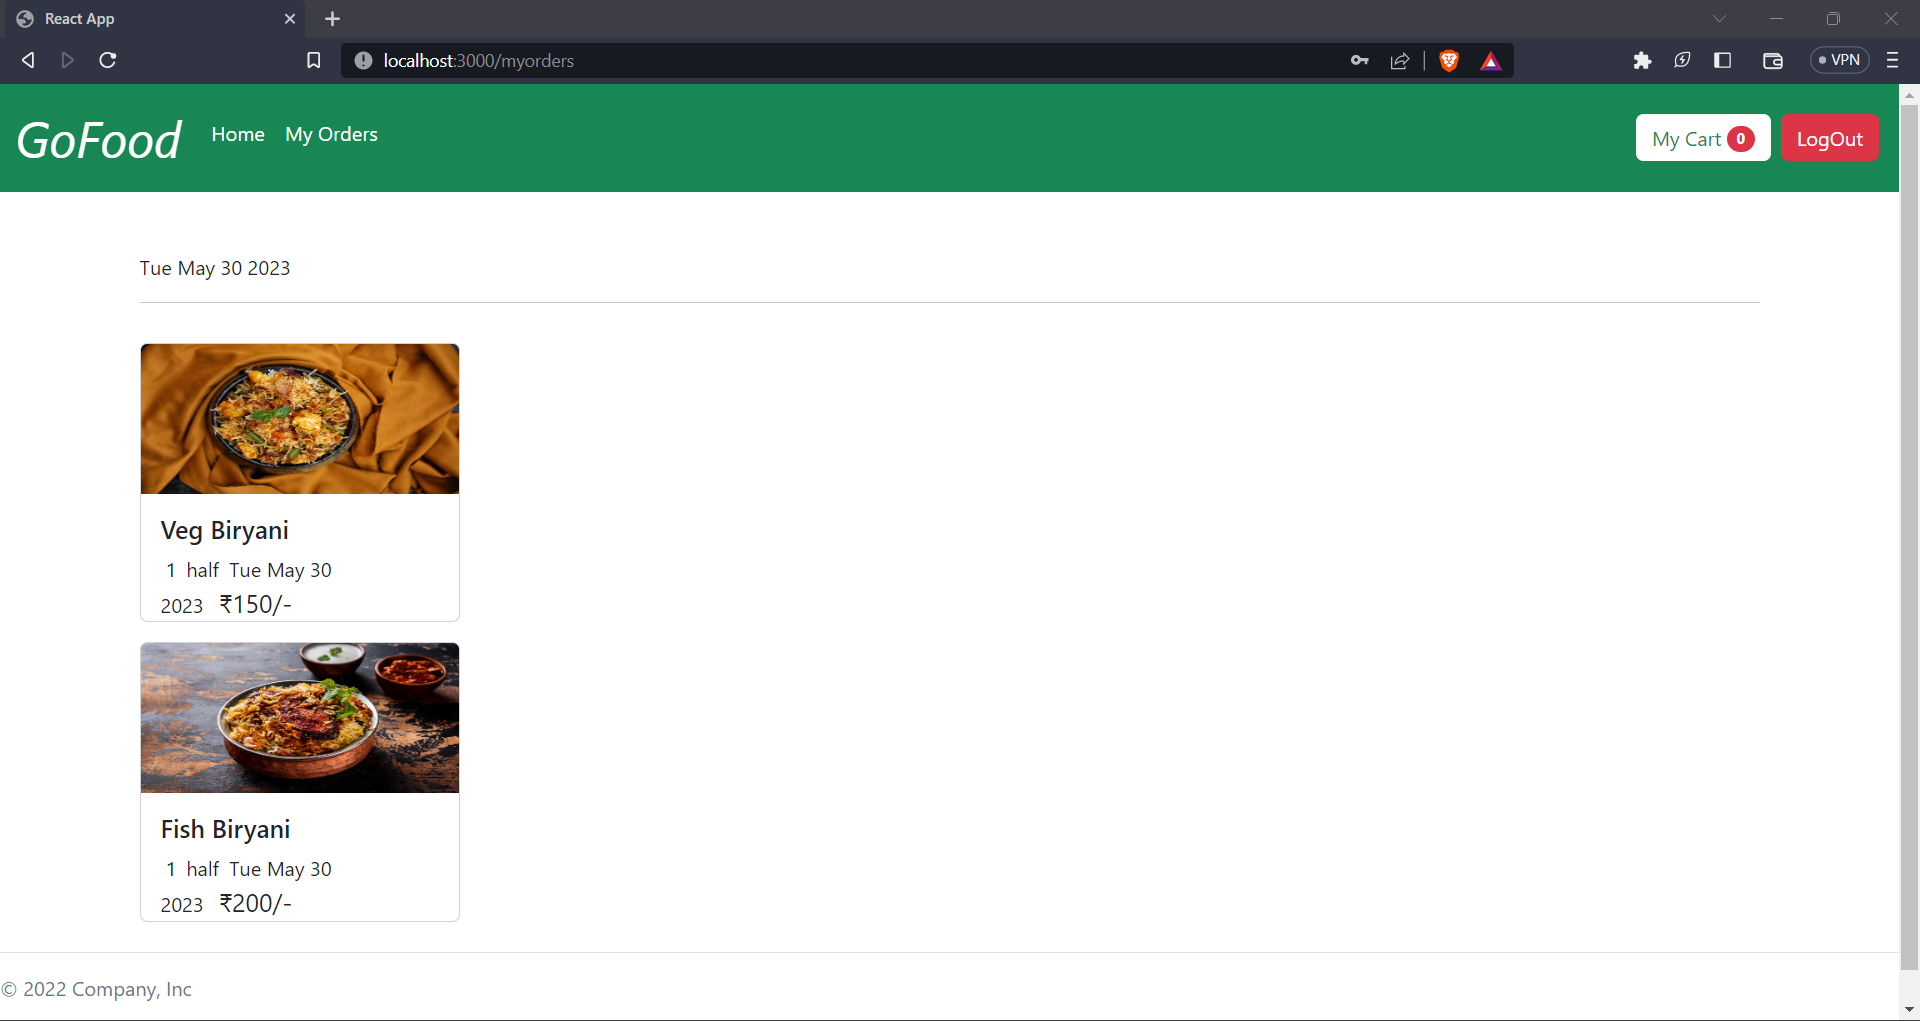 React App
localhost:3000/myorders
VPN
GoFood
Home
My Orders
My Cart 0
LogOut
Tue May 30 2023
Veg Biryani
1 half Tue May 30
2023 ₹150/-
Fish Biryani
1 half Tue May 30
2023 ₹200/-
© 2022 Company, Inc